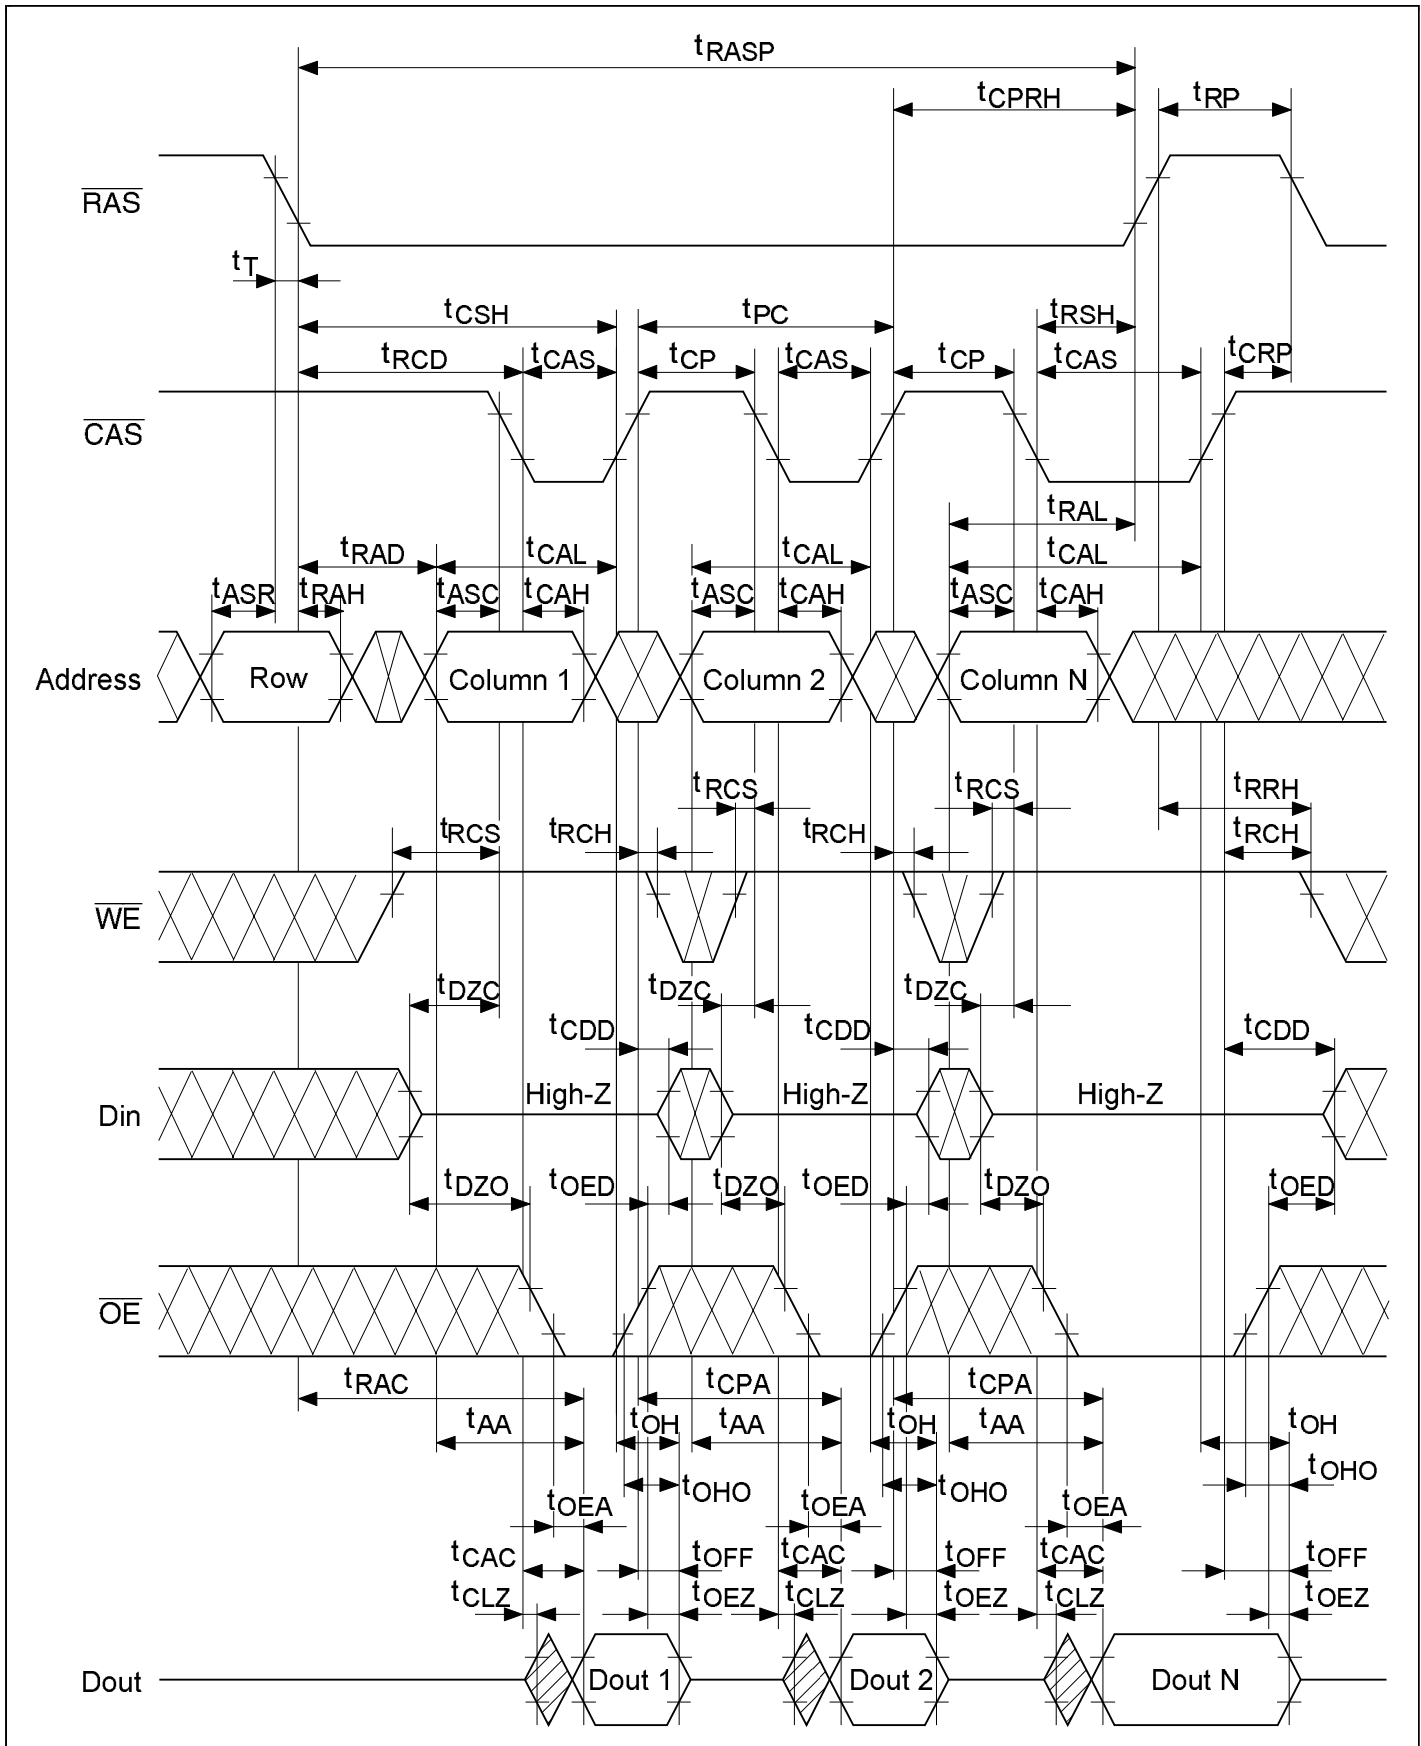 tRASP
tCPRH tRP
RAS
tT
tCSH tPC tRSH
tRCD tCAS tCP tCAS tCP tCAS tCRP
CAS
tRAL
tRAD tCAL tCAL tCAL
tASR tRAH tASC tCAH tASC tCAH tASC tCAH
Address Row Column 1 Column 2 Column N
tRCS tRCS tRRH
tRCS tRCH tRCH tRCH
WE
tDZC tDZC tDZC
tCDD tCDD tCDD
High-Z High-Z High-Z
Din
tDZO tOED tDZO tOED tDZO tOED
OE
tRAC tCPA tCPA
tAA tOH tAA tOH tAA tOH
tOHO tOHO tOHO
tOEA tOEA tOEA
tCAC tOFF tCAC tOFF tCAC tOFF
tCLZ tOEZ tCLZ tOEZ tCLZ tOEZ
Dout Dout 1 Dout 2 Dout N